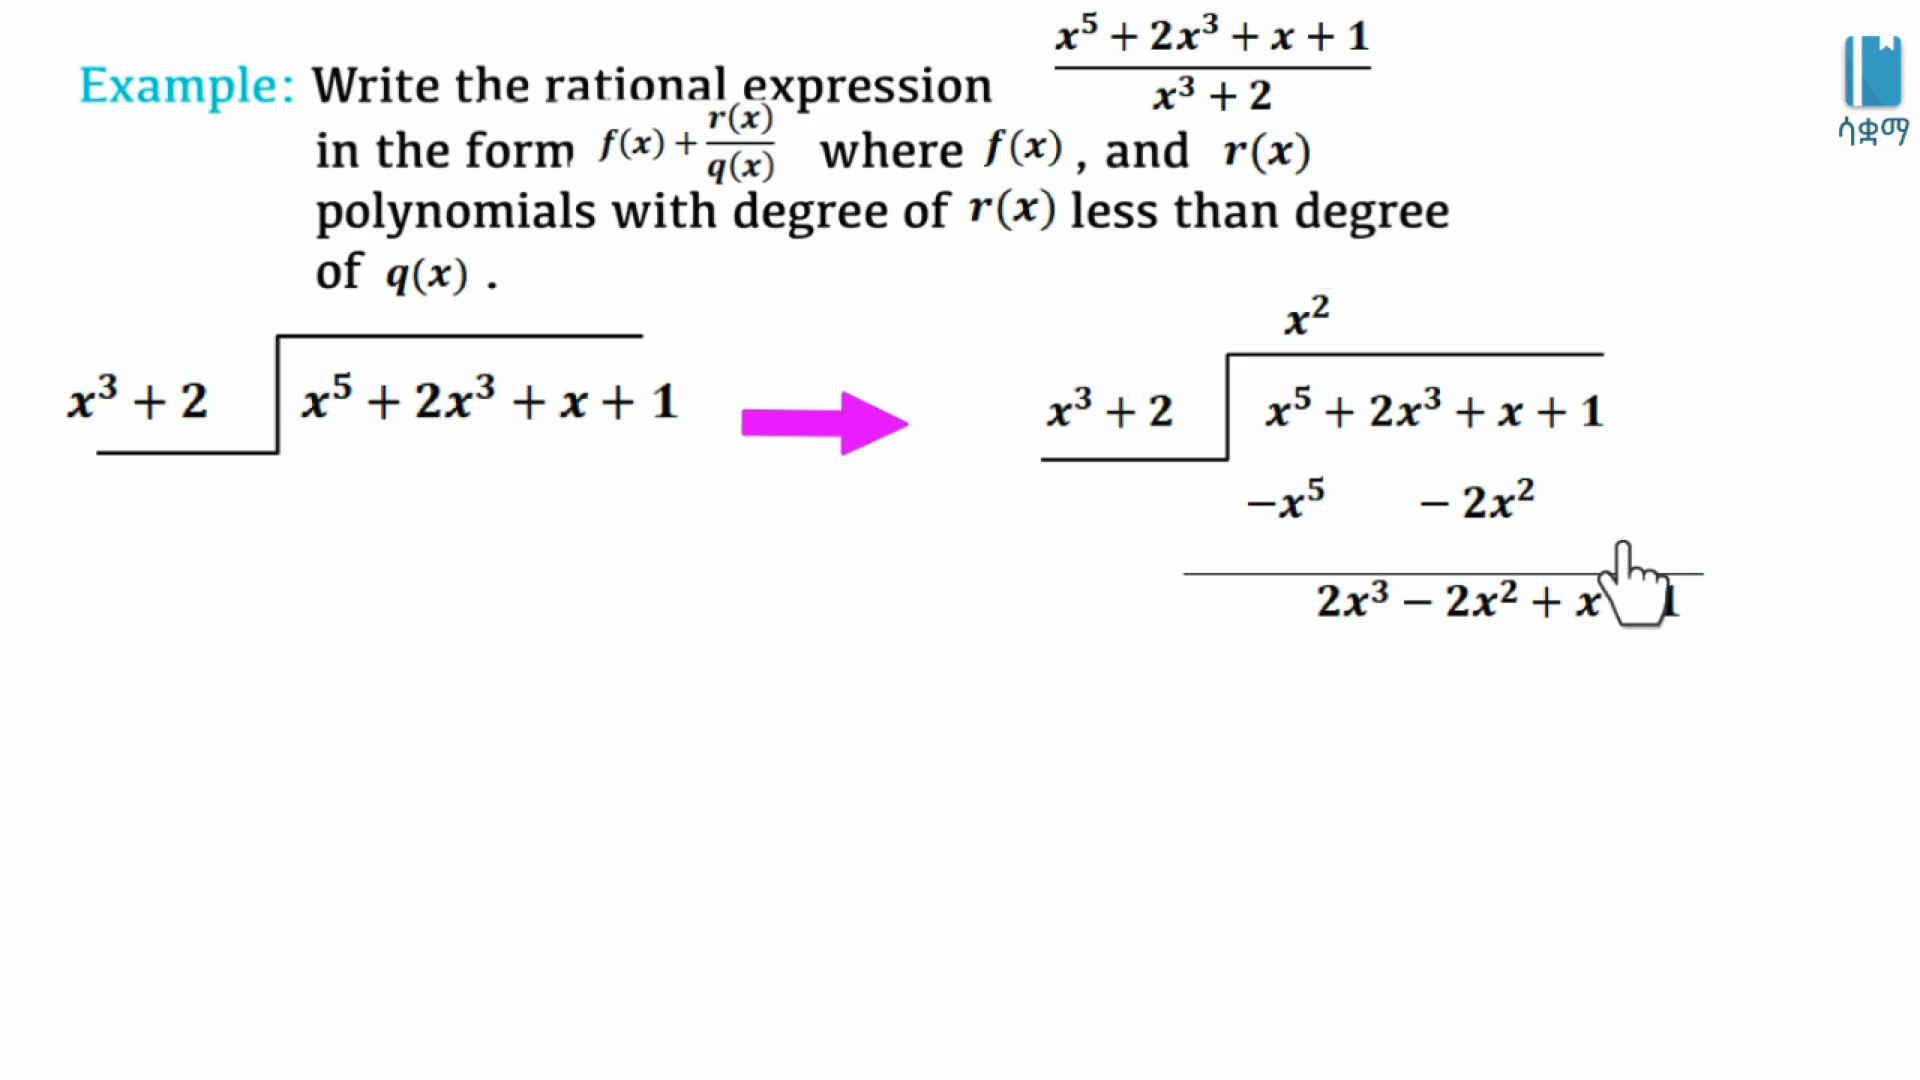 x⁵ + 2x³ + x + 1
Example: Write the rational expression
x³ + 2
in the form f(x) + r(x)/q(x) where f(x) , and r(x)
polynomials with degree of r(x) less than degree
of q(x) .
ሳቋማ
x³ + 2 x⁵ + 2x³ + x + 1
x²
x³ + 2 x⁵ + 2x³ + x + 1
−x⁵ − 2x²
2x³ − 2x² + x 1